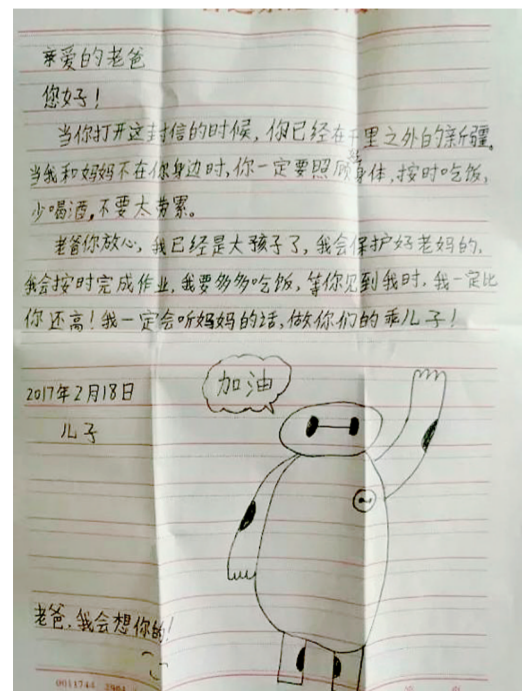 亲爱的老爸
您好！
当你打开这封信的时候，你已经在千里之外的新疆。
当我和妈妈不在你身边时，你一定要照顾身体，按时吃饭，
少喝酒，不要太劳累。
老爸你放心，我已经是大孩子了，我会保护好老妈的，
我会按时完成作业，我要多多吃饭，等你见到我时，我一定比
你还高！我一定会听妈妈的话，做你们的乖儿子！
加油
2017年2月18日
儿子
老爸，我会想你的！
0011744